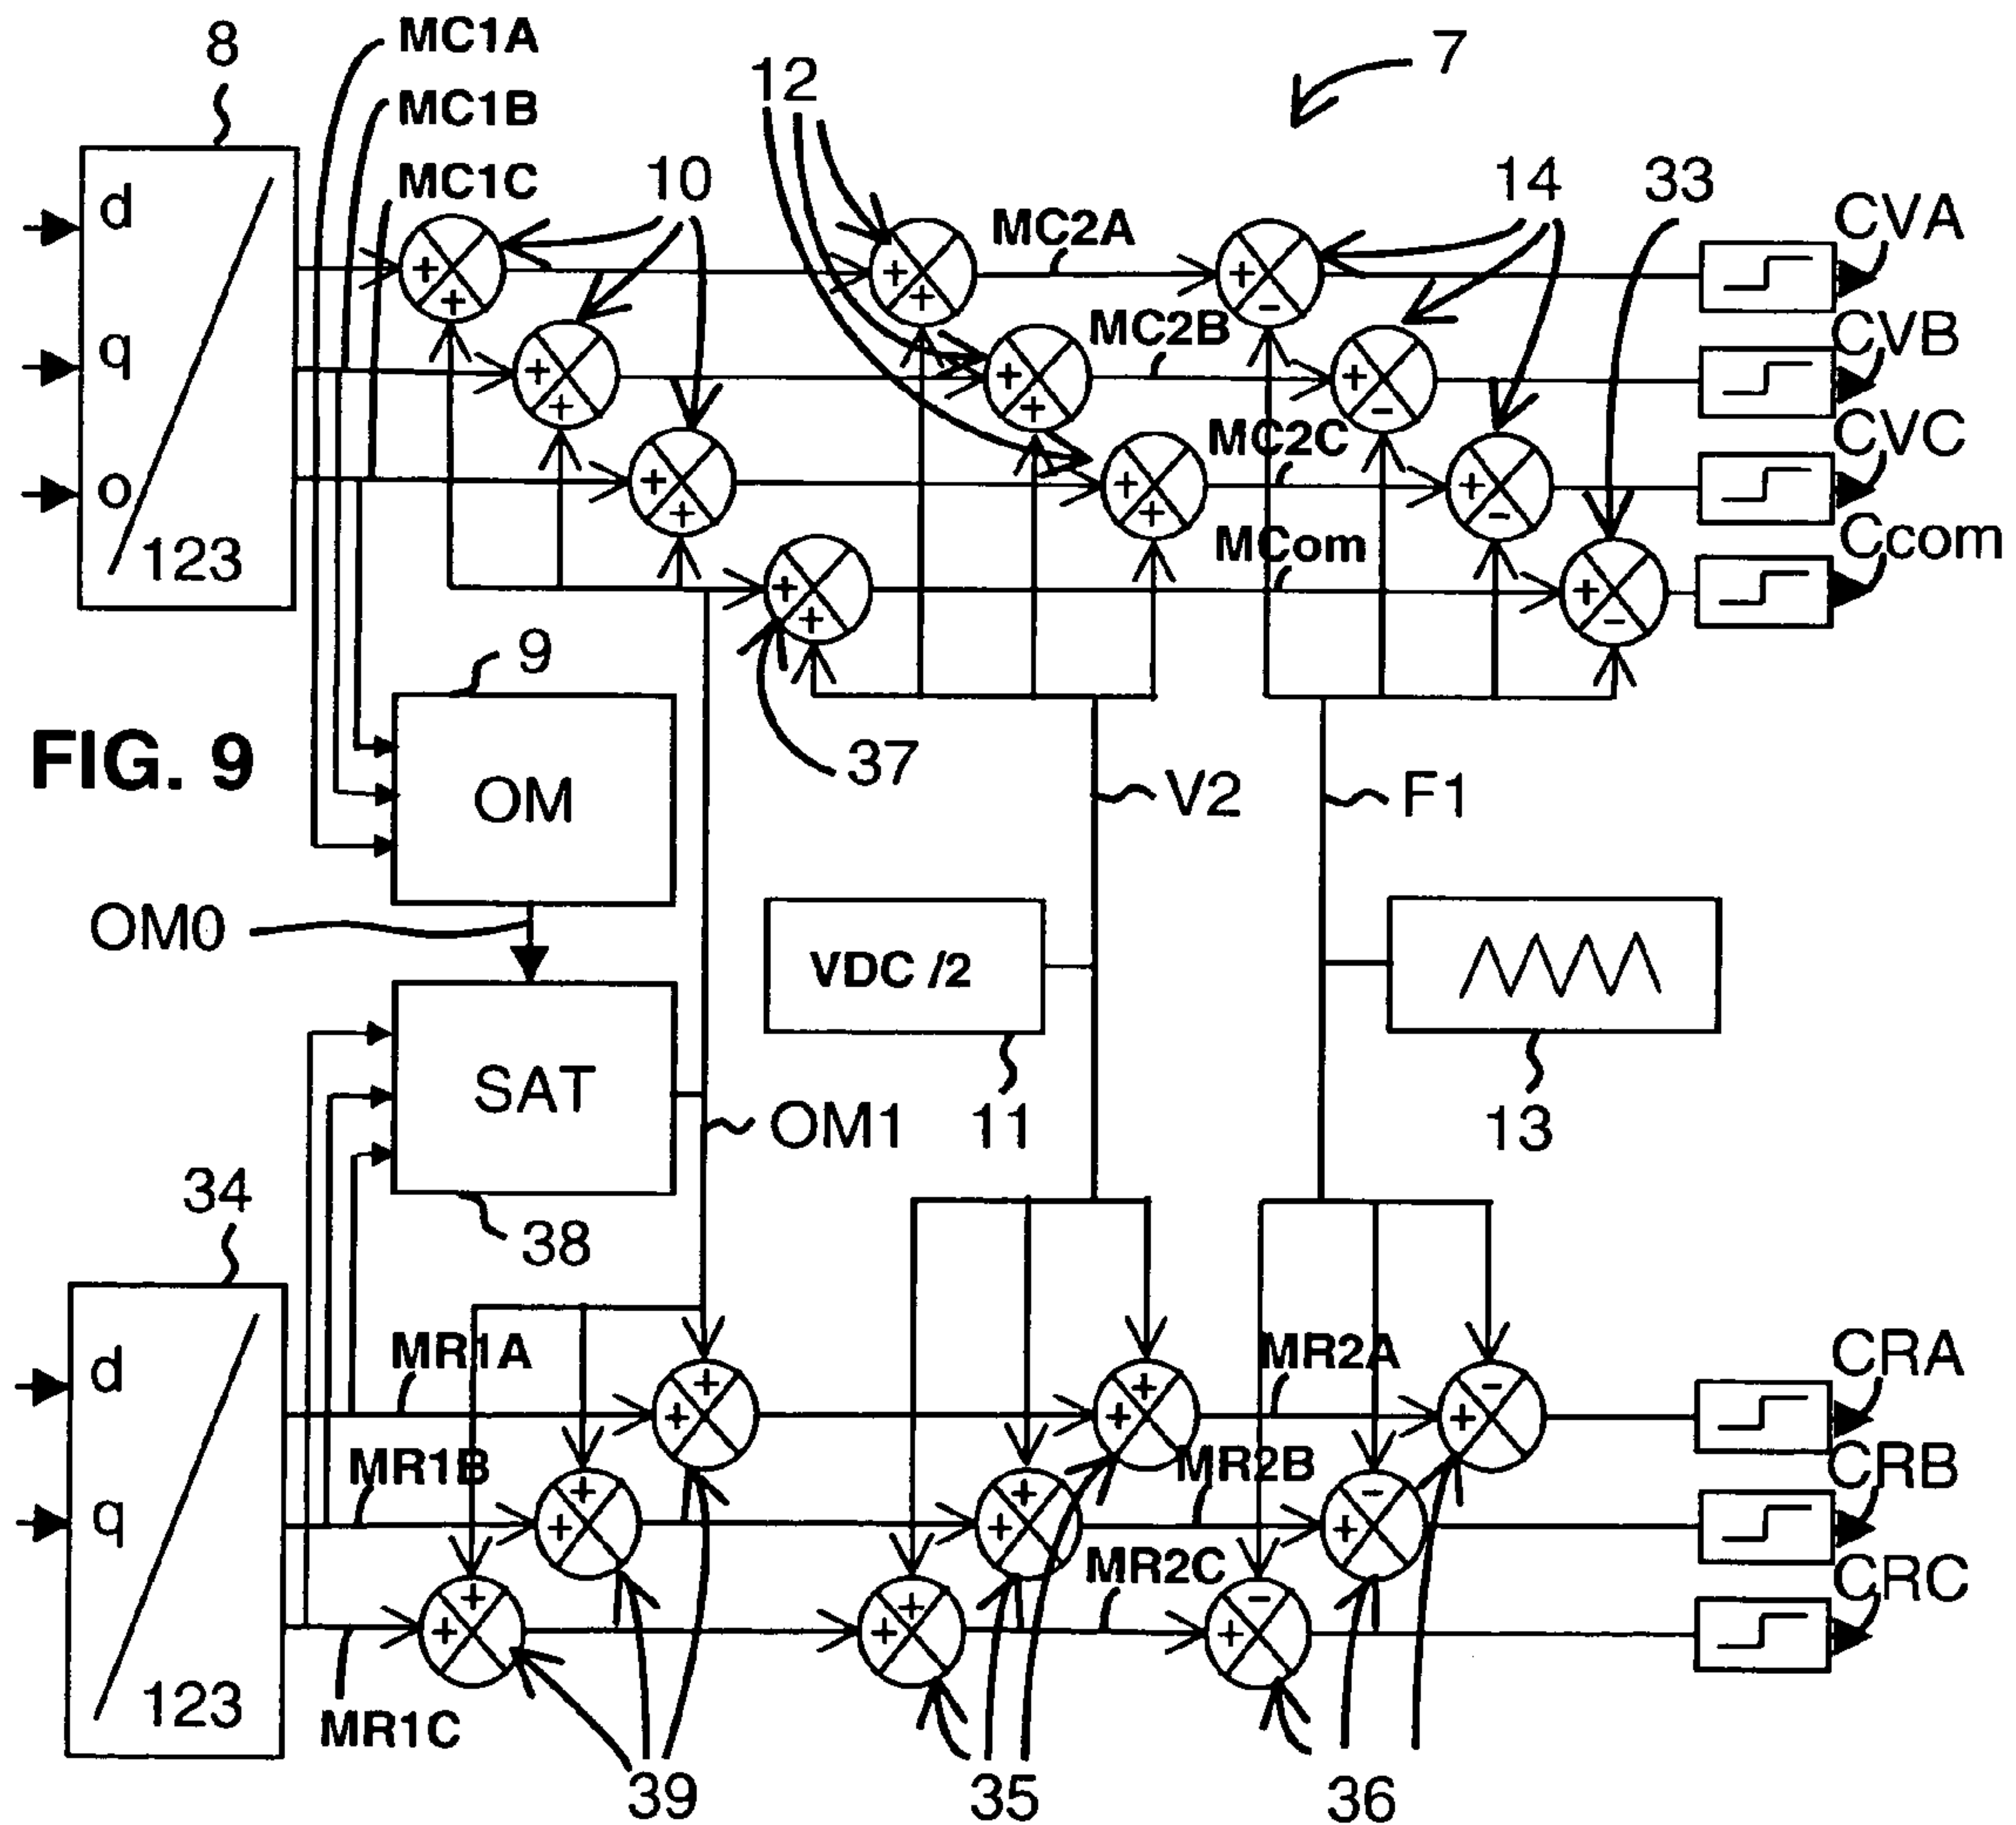 8
MC1A
7
12
MC1B
10
14
33
MC1C
CVA
d
MC2A
+
+
+
+
+
−
CVB
MC2B
q
+
+
+
+
+
−
CVC
MC2C
o
+
+
+
+
+
−
Ccom
MCom
123
+
+
+
−
9
37
FIG. 9
OM
V2
F1
OM0
VDC /2
SAT
OM1
11
13
34
38
d
MR1A
MR2A
CRA
+
+
+
+
−
+
MR1B
MR2B
CRB
q
+
+
+
+
−
+
MR2C
CRC
+
+
+
+
−
+
123
MR1C
39
35
36